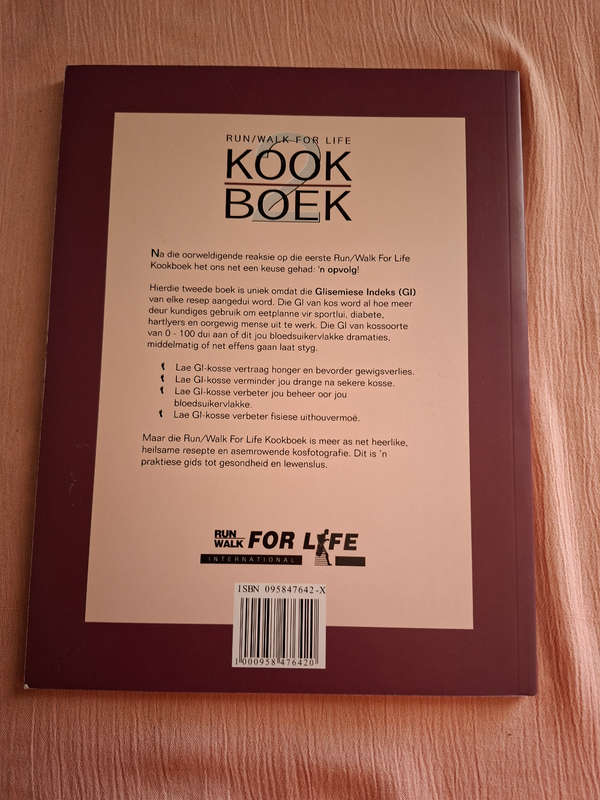 RUN/WALK FOR LIFE
2
KOOK
BOEK
Na die oorweldigende reaksie op die eerste Run/Walk For Life
Kookboek het ons net een keuse gehad: 'n opvolg!
Hierdie tweede boek is uniek omdat die Glisemiese Indeks (GI)
van elke resep aangedui word. Die GI van kos word al hoe meer
deur kundiges gebruik om eetplanne vir sportlui, diabete,
hartlyers en oorgewig mense uit te werk. Die GI van kossoorte
van 0 - 100 dui aan of dit jou bloedsuikervlakke dramaties,
middelmatig of net effens gaan laat styg.
Lae GI-kosse vertraag honger en bevorder gewigsverlies.
Lae GI-kosse verminder jou drange na sekere kosse.
Lae GI-kosse verbeter jou beheer oor jou
bloedsuikervlakke.
Lae GI-kosse verbeter fisiese uithouvermoë.
Maar die Run/Walk For Life Kookboek is meer as net heerlike,
heilsame resepte en asemrowende kosfotografie. Dit is 'n
praktiese gids tot gesondheid en lewenslus.
RUN
WALK FOR LIFE
INTERNATIONAL
ISBN 095847642-X
1 000958 476420